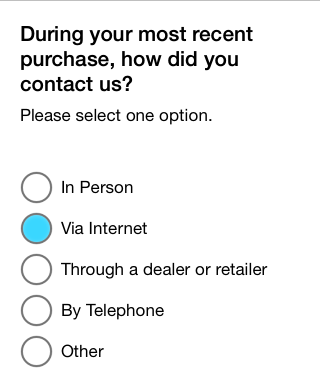 During your most recent
purchase, how did you
contact us?
Please select one option.
In Person
Via Internet
Through a dealer or retailer
By Telephone
Other